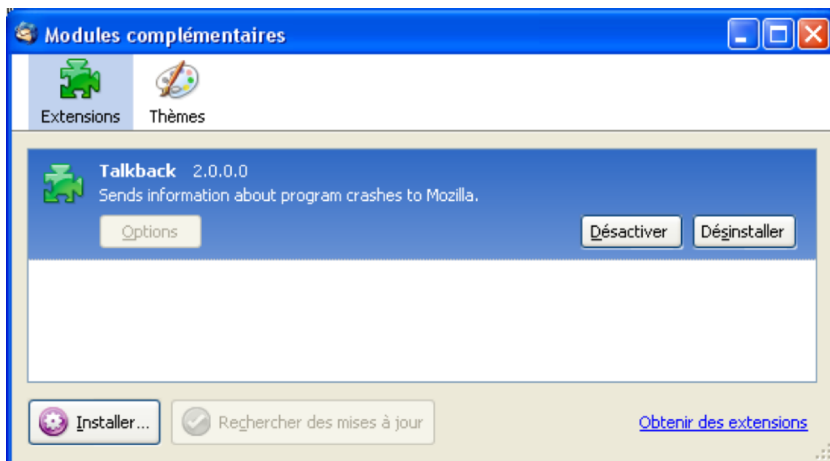 Modules complémentaires
Extensions Thèmes
Talkback 2.0.0.0
Sends information about program crashes to Mozilla.
Options Désactiver Désinstaller
Installer... Rechercher des mises à jour Obtenir des extensions